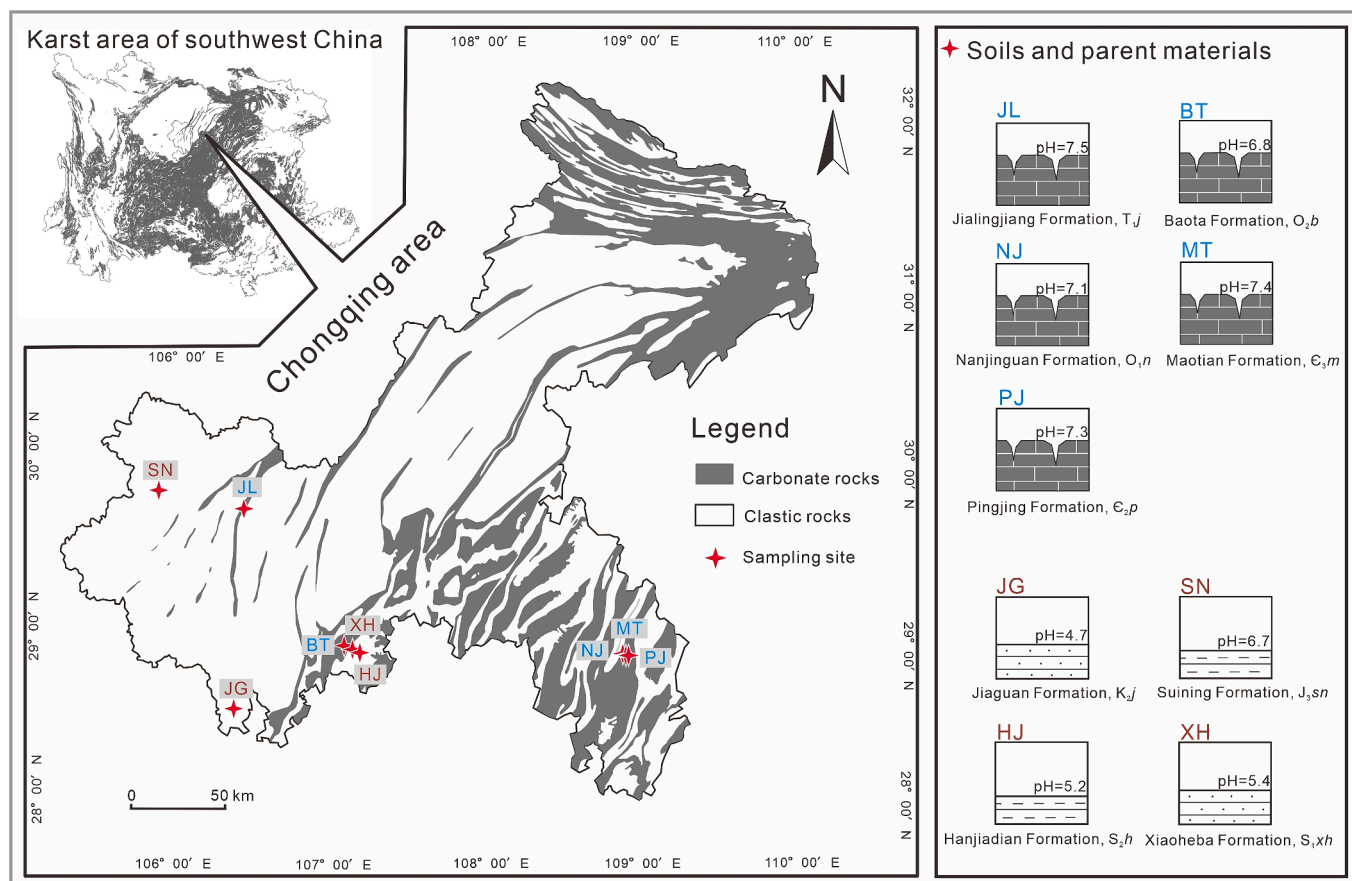 Karst area of southwest China
108° 00′ E
109° 00′ E
110° 00′ E
N
32° 00′ N
31° 00′ N
30° 00′ N
29° 00′ N
28° 00′ N
Chongqing area
106° 00′ E
30° 00′ N
29° 00′ N
28° 00′ N
SN
JL
BT
XH
HJ
JG
NJ
MT
PJ
Legend
Carbonate rocks
Clastic rocks
Sampling site
0
50 km
106° 00′ E
107° 00′ E
108° 00′ E
109° 00′ E
110° 00′ E
Soils and parent materials
JL
pH=7.5
Jialingjiang Formation, T₁j
BT
pH=6.8
Baota Formation, O₂b
NJ
pH=7.1
Nanjinguan Formation, O₁n
MT
pH=7.4
Maotian Formation, Є₃m
PJ
pH=7.3
Pingjing Formation, Є₂p
JG
pH=4.7
Jiaguan Formation, K₂j
SN
pH=6.7
Suining Formation, J₃sn
HJ
pH=5.2
Hanjiadian Formation, S₂h
XH
pH=5.4
Xiaoheba Formation, S₁xh